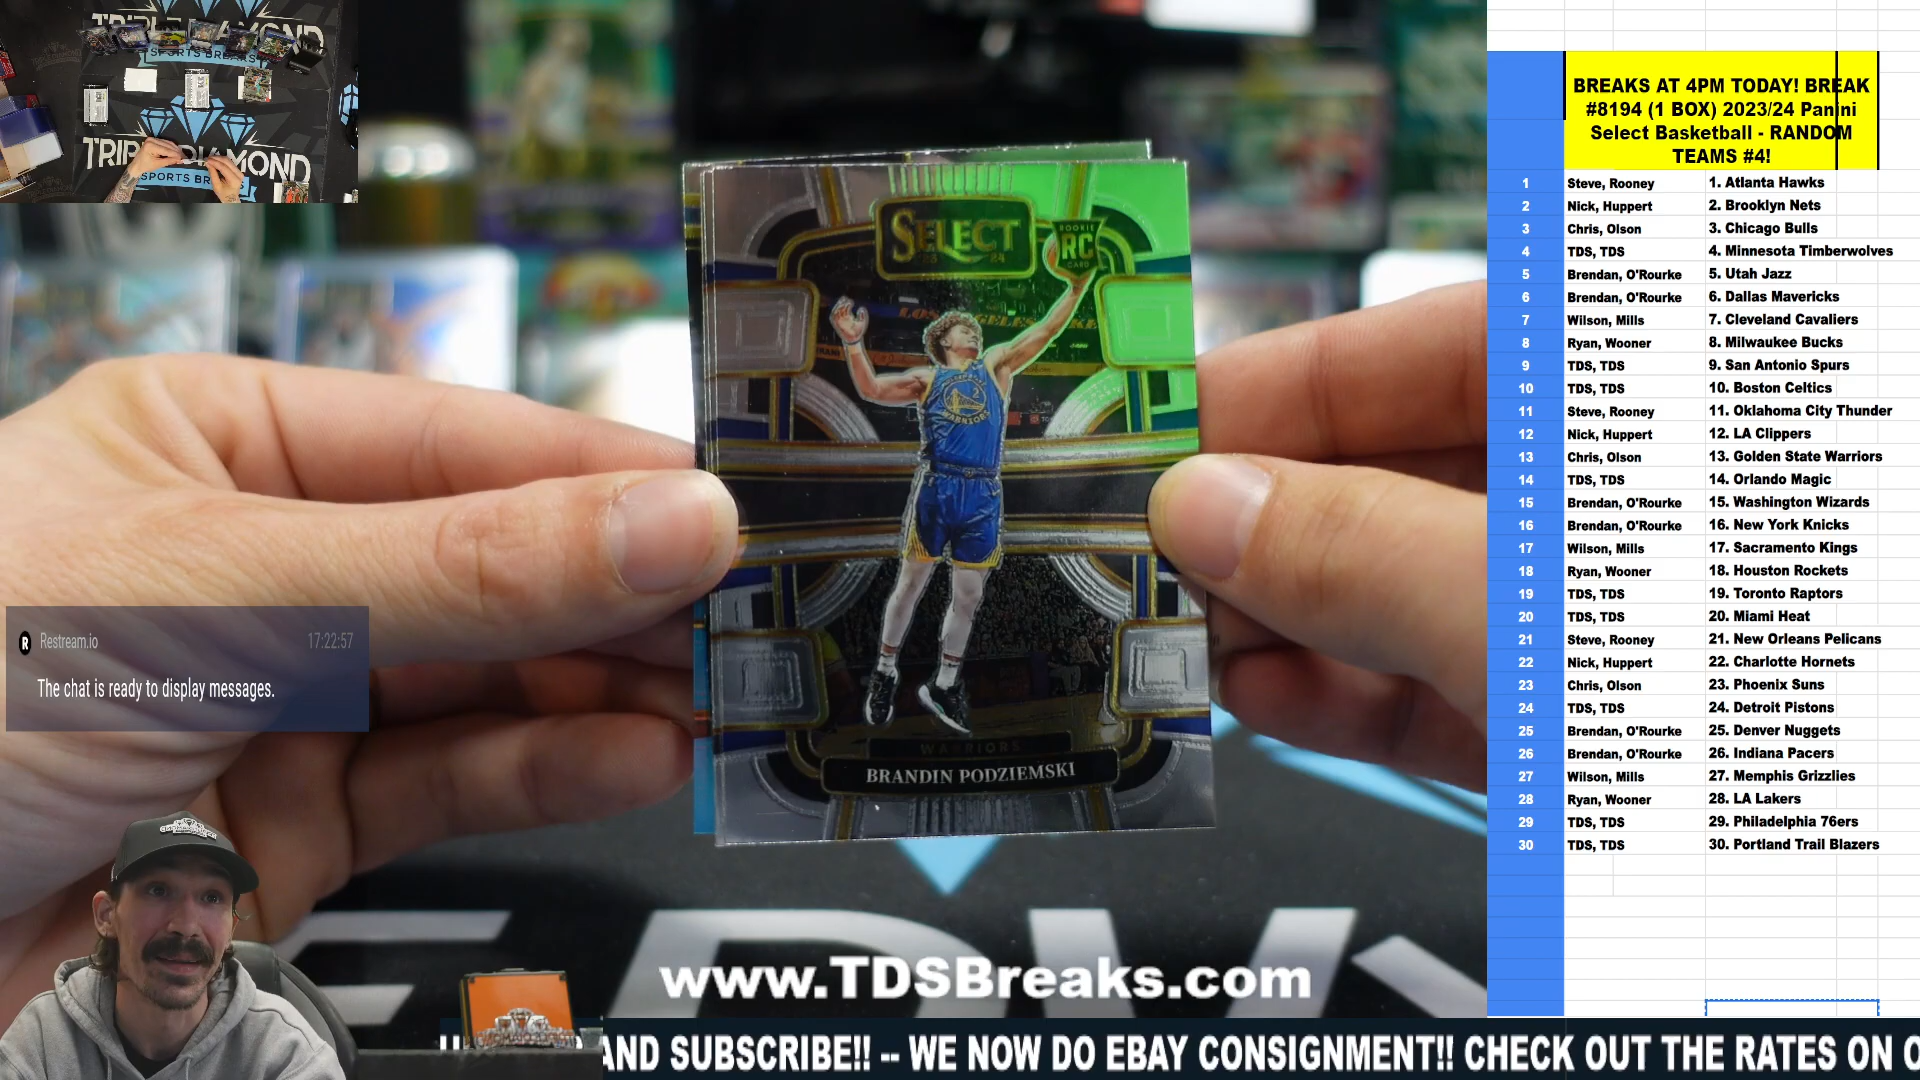 TRIPLE DIAMOND
SPORTS BREAKS
TRIPLE DIAMOND
SPORTS BREAKS
SELECT
23 24
ROOKIE
RC
CARD
LOS ANGELES
2
WARRIORS
WARRIORS
BRANDIN PODZIEMSKI
Restream.io 17:22:57
The chat is ready to display messages.
www.TDSBreaks.com
AND SUBSCRIBE!! -- WE NOW DO EBAY CONSIGNMENT!! CHECK OUT THE RATES ON
BREAKS AT 4PM TODAY! BREAK
#8194 (1 BOX) 2023/24 Panini
Select Basketball - RANDOM
TEAMS #4!
1 Steve, Rooney 1. Atlanta Hawks
2 Nick, Huppert 2. Brooklyn Nets
3 Chris, Olson 3. Chicago Bulls
4 TDS, TDS 4. Minnesota Timberwolves
5 Brendan, O'Rourke 5. Utah Jazz
6 Brendan, O'Rourke 6. Dallas Mavericks
7 Wilson, Mills 7. Cleveland Cavaliers
8 Ryan, Wooner 8. Milwaukee Bucks
9 TDS, TDS 9. San Antonio Spurs
10 TDS, TDS 10. Boston Celtics
11 Steve, Rooney 11. Oklahoma City Thunder
12 Nick, Huppert 12. LA Clippers
13 Chris, Olson 13. Golden State Warriors
14 TDS, TDS 14. Orlando Magic
15 Brendan, O'Rourke 15. Washington Wizards
16 Brendan, O'Rourke 16. New York Knicks
17 Wilson, Mills 17. Sacramento Kings
18 Ryan, Wooner 18. Houston Rockets
19 TDS, TDS 19. Toronto Raptors
20 TDS, TDS 20. Miami Heat
21 Steve, Rooney 21. New Orleans Pelicans
22 Nick, Huppert 22. Charlotte Hornets
23 Chris, Olson 23. Phoenix Suns
24 TDS, TDS 24. Detroit Pistons
25 Brendan, O'Rourke 25. Denver Nuggets
26 Brendan, O'Rourke 26. Indiana Pacers
27 Wilson, Mills 27. Memphis Grizzlies
28 Ryan, Wooner 28. LA Lakers
29 TDS, TDS 29. Philadelphia 76ers
30 TDS, TDS 30. Portland Trail Blazers